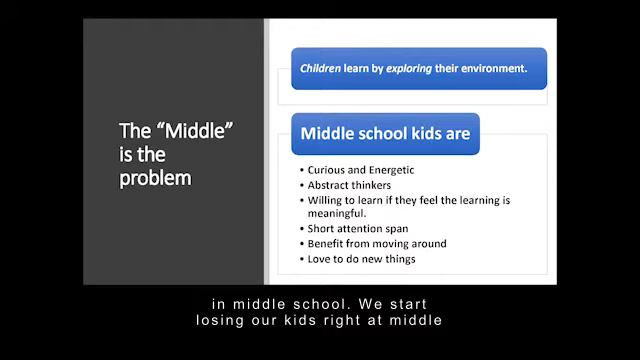 The “Middle”
is the
problem
Children learn by exploring their environment.
Middle school kids are
• Curious and Energetic
• Abstract thinkers
• Willing to learn if they feel the learning is
meaningful.
• Short attention span
• Benefit from moving around
• Love to do new things
in middle school. We start
losing our kids right at middle